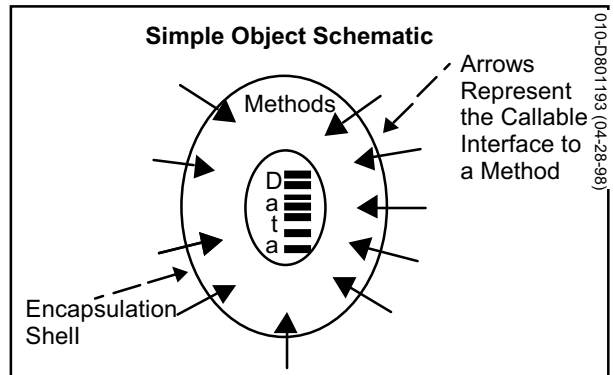 Simple Object Schematic
Methods
Arrows
Represent
the Callable
Interface to
a Method
D
a
t
a
Encapsulation
Shell
010-D801193 (04-28-98)